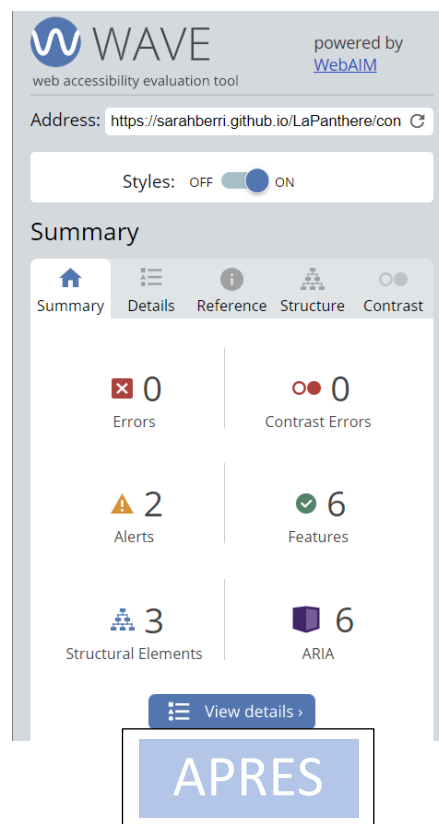 WAVE
powered by
WebAIM
web accessibility evaluation tool
Address: https://sarahberri.github.io/LaPanthere/con
Styles: OFF ON
Summary
Summary Details Reference Structure Contrast
0 0
Errors Contrast Errors
2 6
Alerts Features
3 6
Structural Elements ARIA
View details ›
APRES